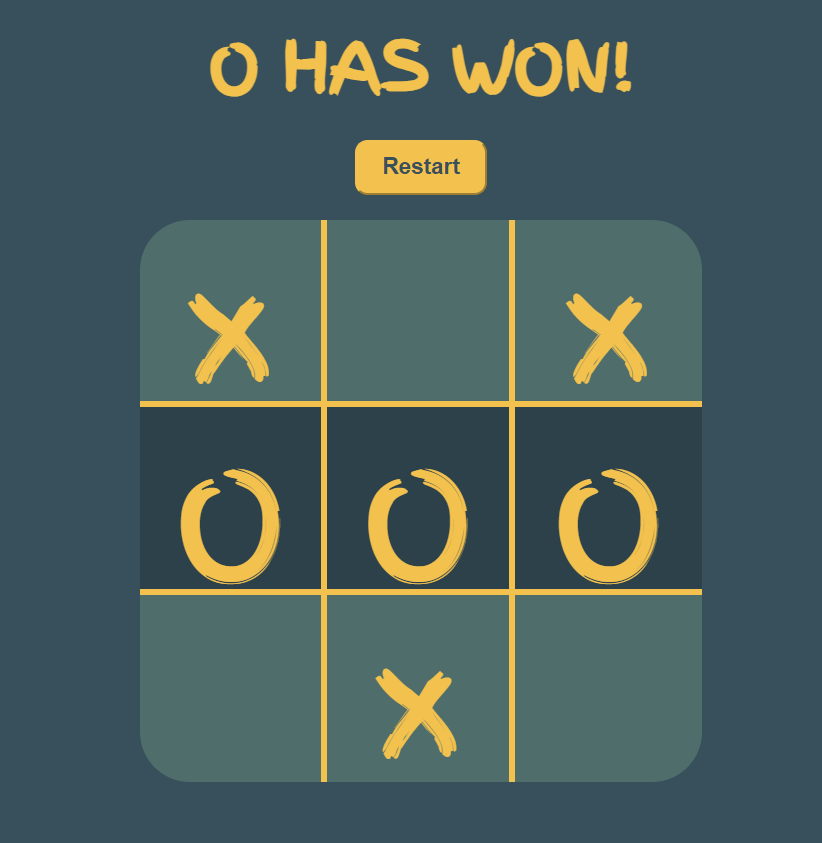 O HAS WON!
Restart
X X
O O O
X